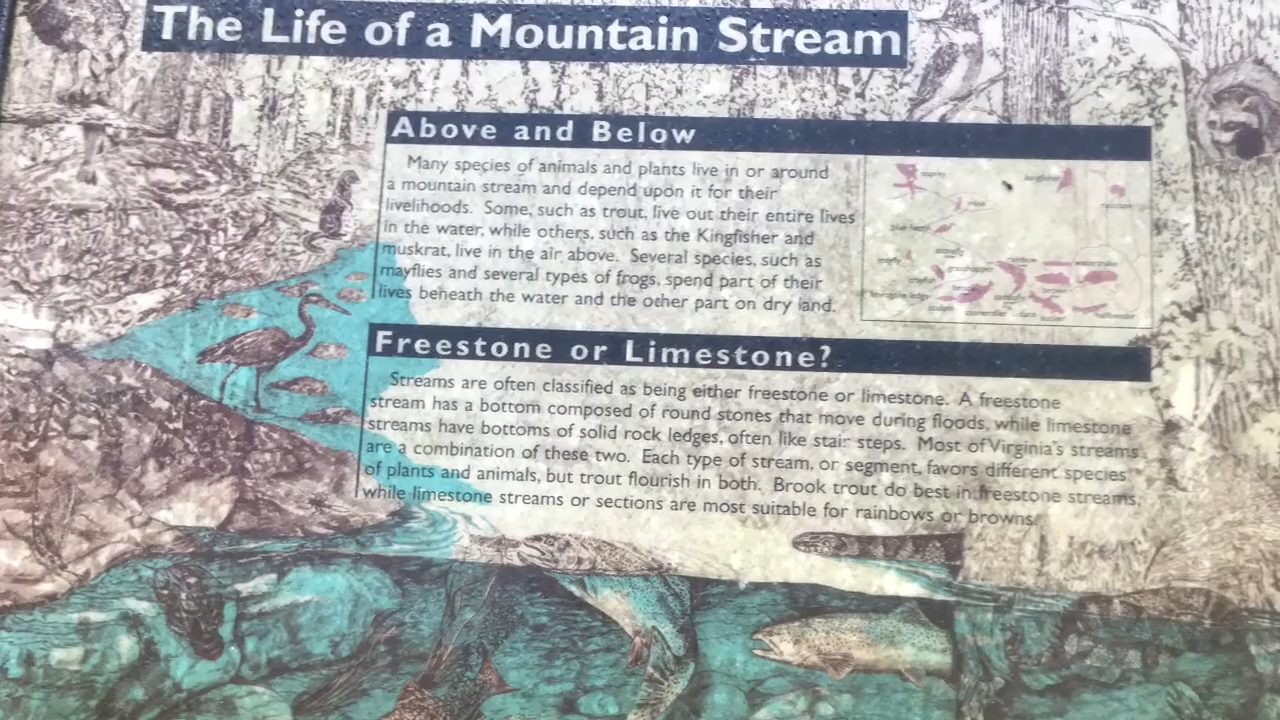 The Life of a Mountain Stream
Above and Below
Many species of animals and plants live in or around
a mountain stream and depend upon it for their
livelihoods. Some, such as trout, live out their entire lives
in the water, while others, such as the Kingfisher and
muskrat, live in the air above. Several species, such as
mayflies and several types of frogs, spend part of their
lives beneath the water and the other part on dry land.
osprey
kingfisher
raccoon
mink
blue heron
Freestone or Limestone?
Streams are often classified as being either freestone or limestone. A freestone
stream has a bottom composed of round stones that move during floods, while limestone
streams have bottoms of solid rock ledges, often like stair steps. Most of Virginia's streams
are a combination of these two. Each type of stream, or segment, favors different species
of plants and animals, but trout flourish in both. Brook trout do best in freestone streams,
while limestone streams or sections are most suitable for rainbows or browns.